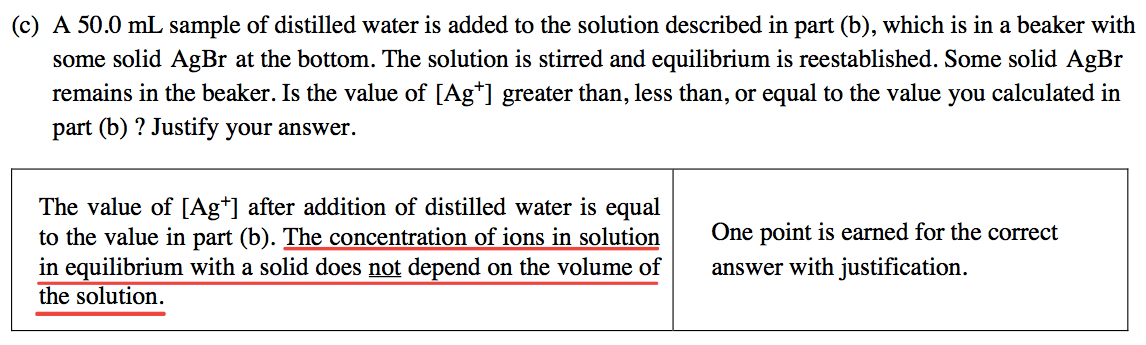 (c) A 50.0 mL sample of distilled water is added to the solution described in part (b), which is in a beaker with
some solid AgBr at the bottom. The solution is stirred and equilibrium is reestablished. Some solid AgBr
remains in the beaker. Is the value of [Ag⁺] greater than, less than, or equal to the value you calculated in
part (b) ? Justify your answer.
The value of [Ag⁺] after addition of distilled water is equal
to the value in part (b). The concentration of ions in solution
in equilibrium with a solid does not depend on the volume of
the solution.
One point is earned for the correct
answer with justification.